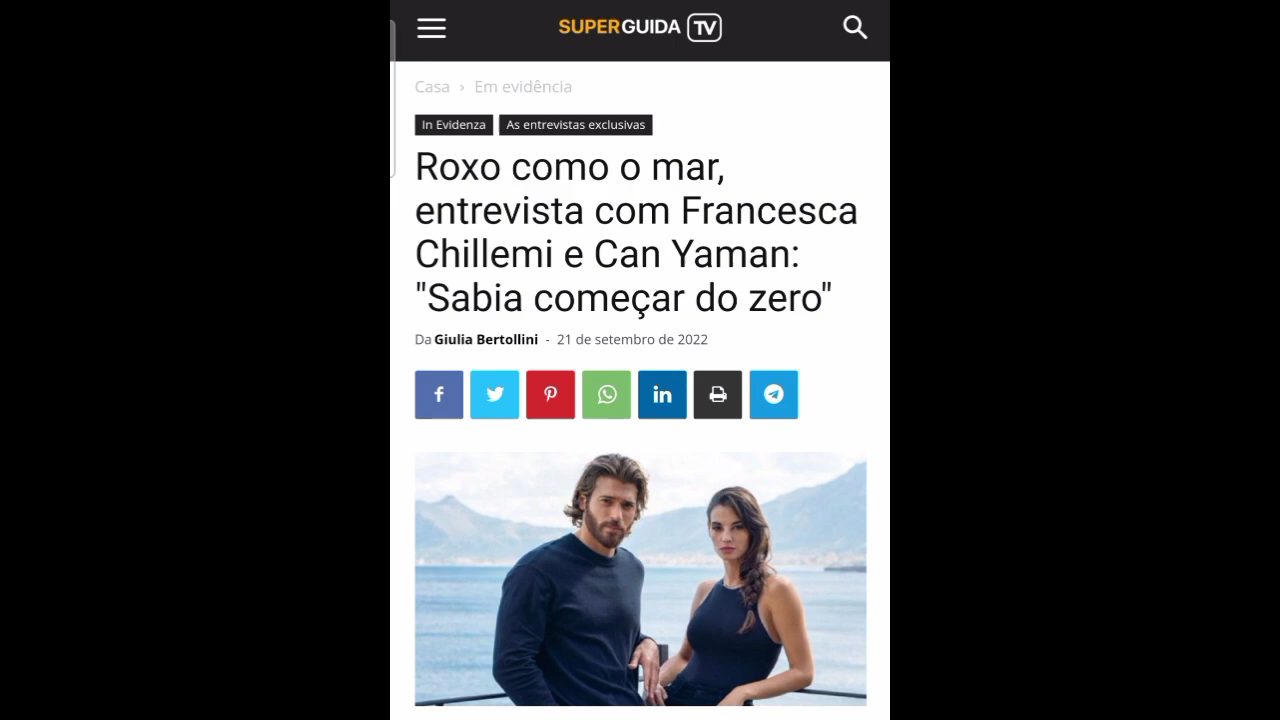 SUPERGUIDA TV
Casa › Em evidência
In Evidenza As entrevistas exclusivas
Roxo como o mar,
entrevista com Francesca
Chillemi e Can Yaman:
"Sabia começar do zero"
Da Giulia Bertollini - 21 de setembro de 2022